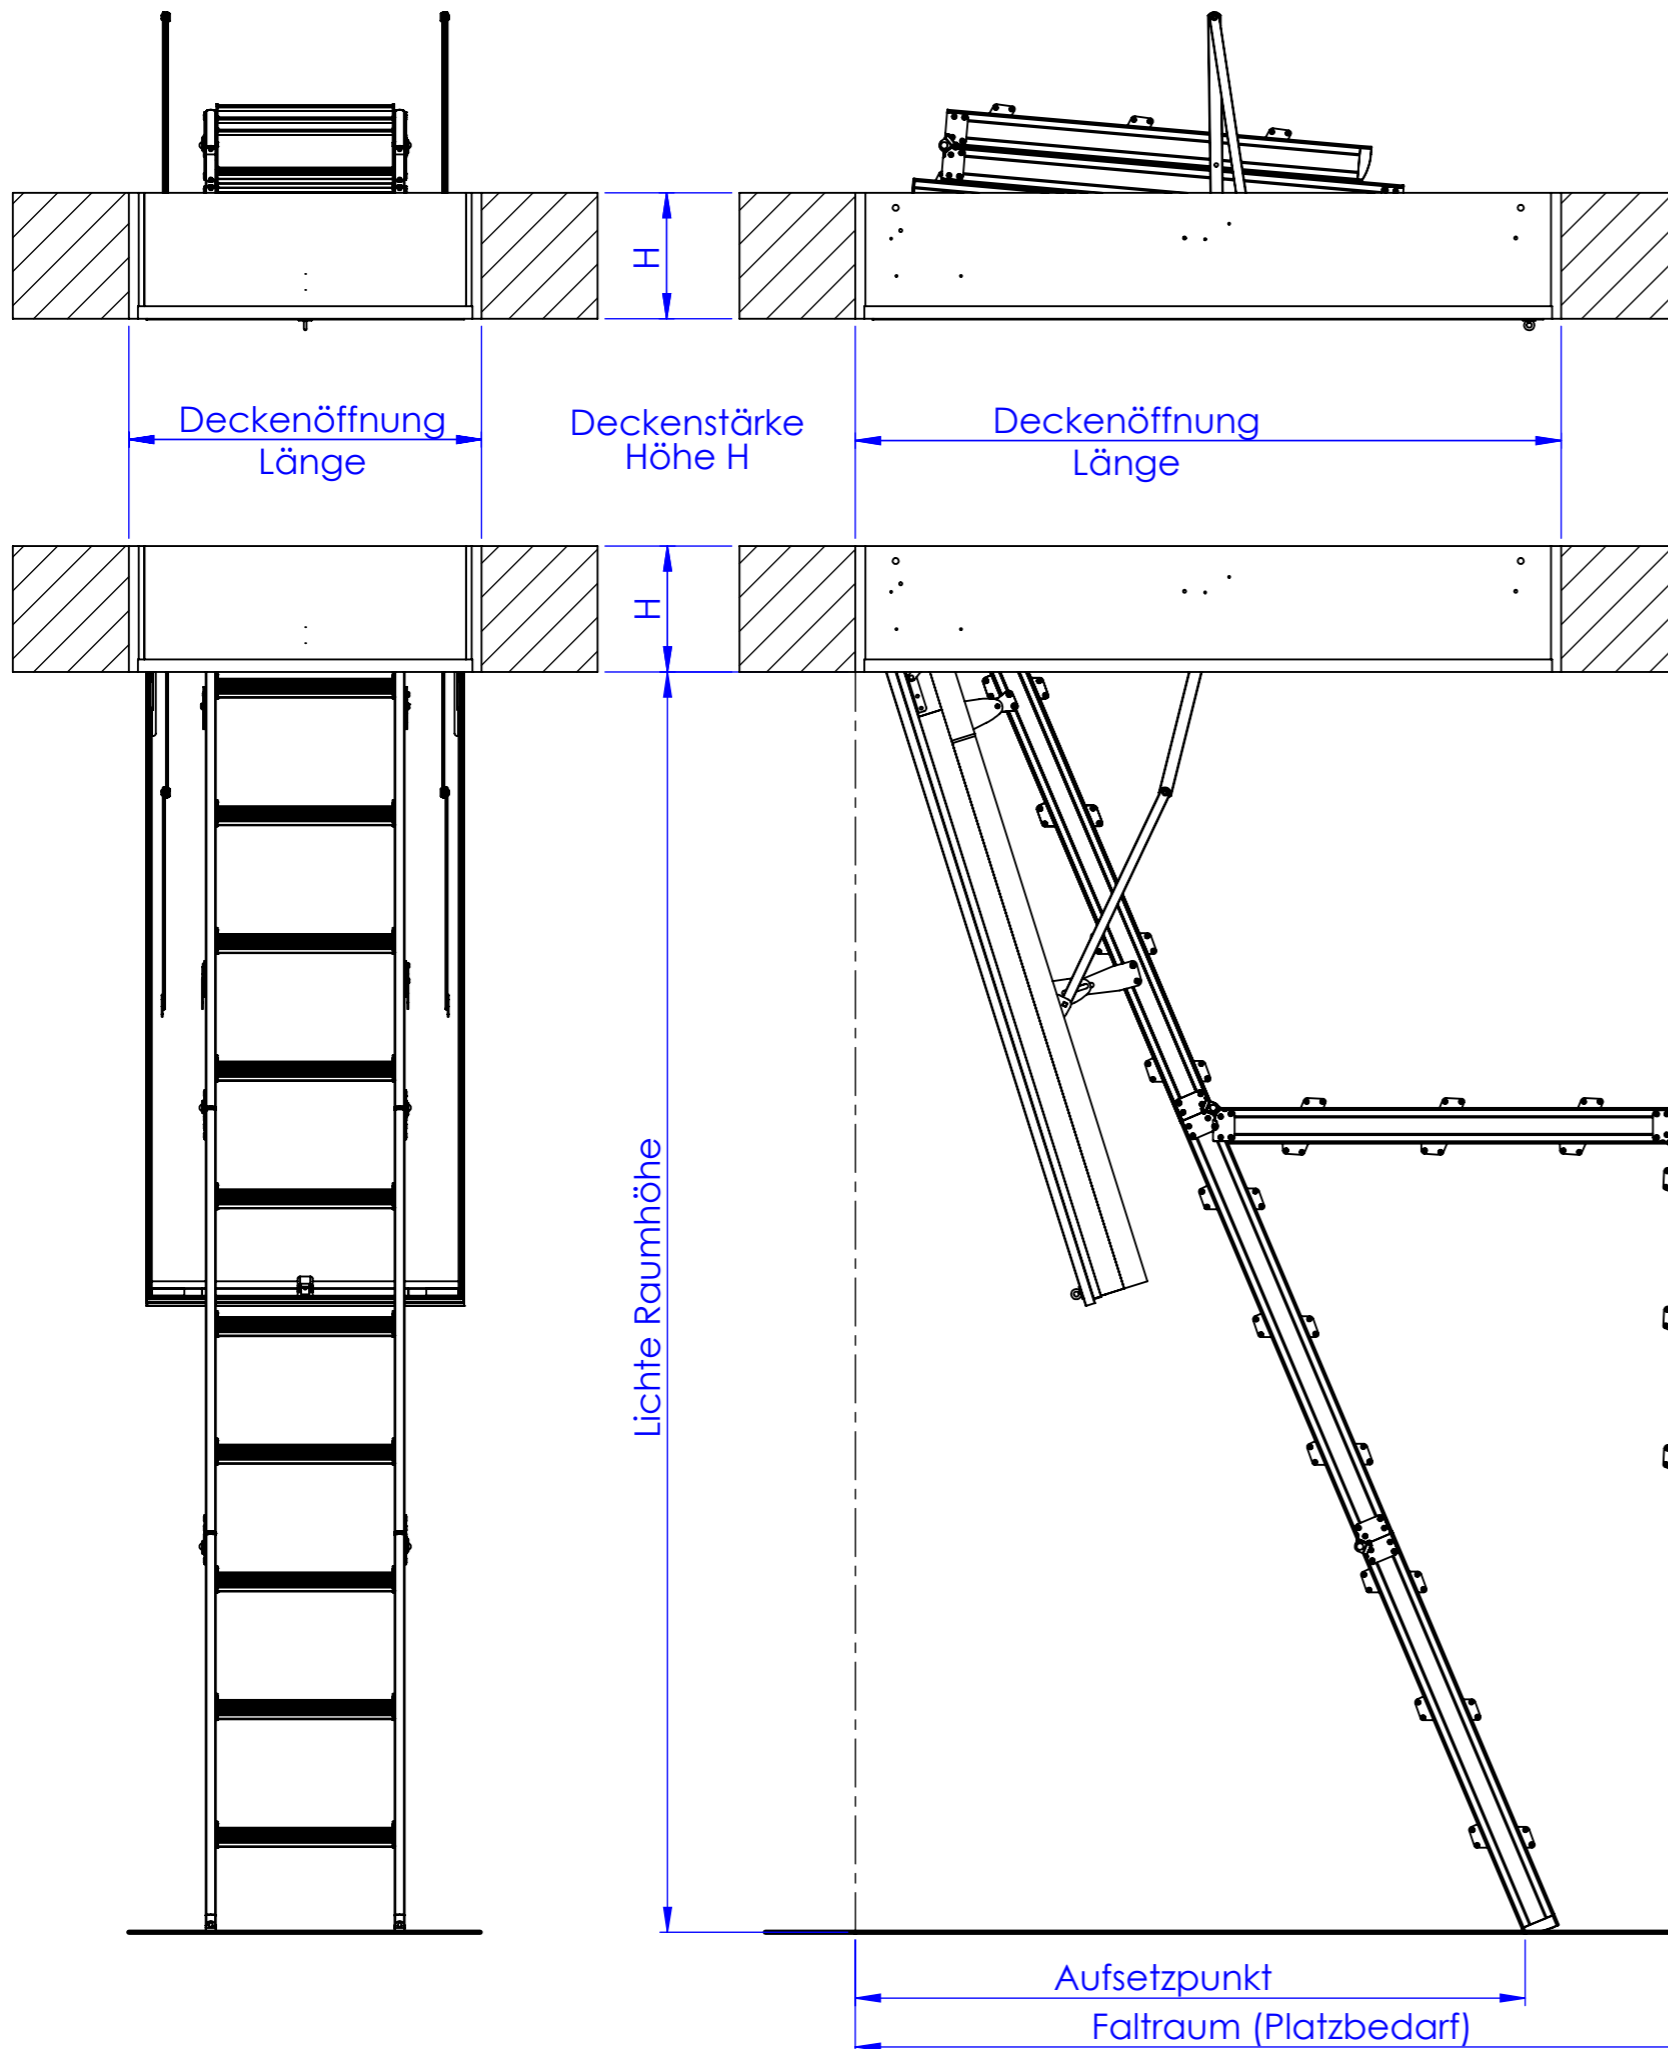 H
Deckenöffnung
Länge
Deckenstärke
Höhe H
Deckenöffnung
Länge
H
Lichte Raumhöhe
Aufsetzpunkt
Faltraum (Platzbedarf)